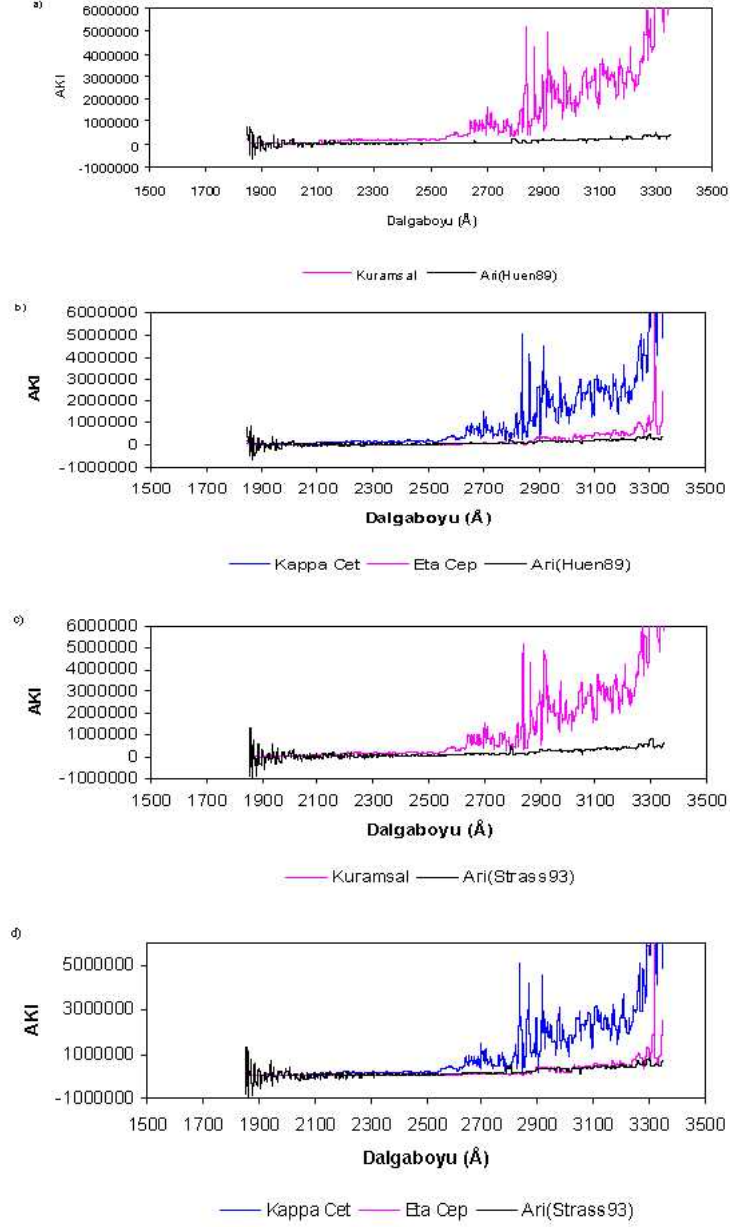 a)
6000000
5000000
4000000
3000000
2000000
1000000
0
-1000000
AKI
1500 1700 1900 2100 2300 2500 2700 2900 3100 3300 3500
Dalgaboyu (Å)
Kuramsal Ari(Huen89)
b)
6000000
5000000
4000000
3000000
2000000
1000000
0
-1000000
AKI
1500 1700 1900 2100 2300 2500 2700 2900 3100 3300 3500
Dalgaboyu (Å)
Kappa Cet Eta Cep Ari(Huen89)
c)
6000000
5000000
4000000
3000000
2000000
1000000
0
-1000000
AKI
1500 1700 1900 2100 2300 2500 2700 2900 3100 3300 3500
Dalgaboyu (Å)
Kuramsal Ari(Strass93)
d)
5000000
3000000
1000000
-1000000
AKI
1500 1700 1900 2100 2300 2500 2700 2900 3100 3300 3500
Dalgaboyu (Å)
Kappa Cet Eta Cep Ari(Strass93)